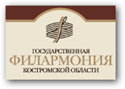 ГОСУДАРСТВЕННАЯ
ФИЛАРМОНИЯ
КОСТРОМСКОЙ ОБЛАСТИ